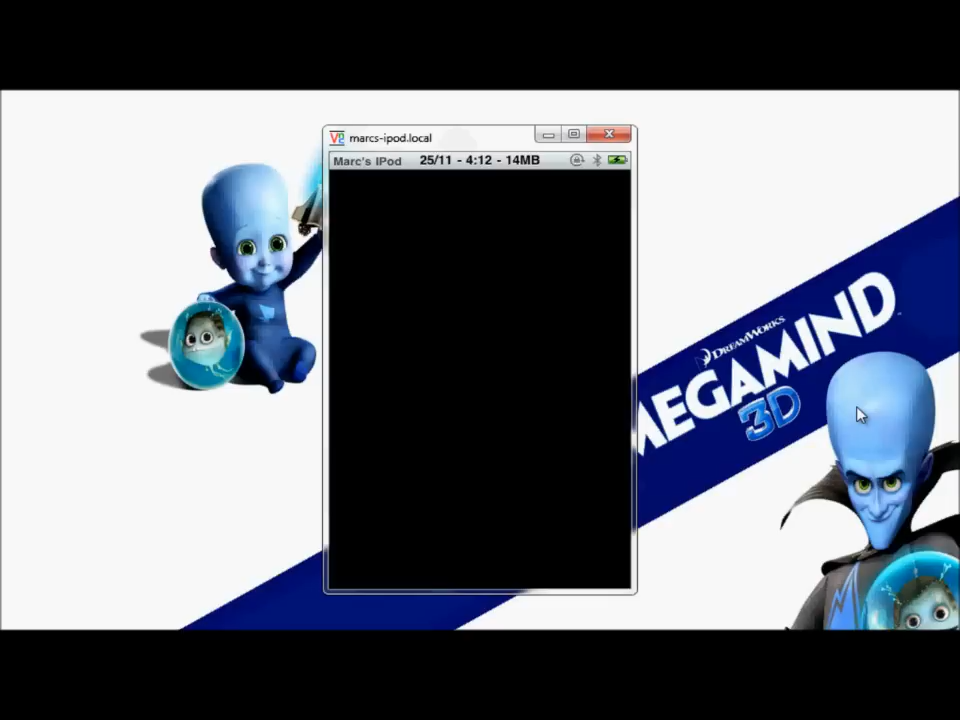 marcs-ipod.local
Marc's IPod 25/11 - 4:12 - 14MB
DREAMWORKS
MEGAMIND
3D